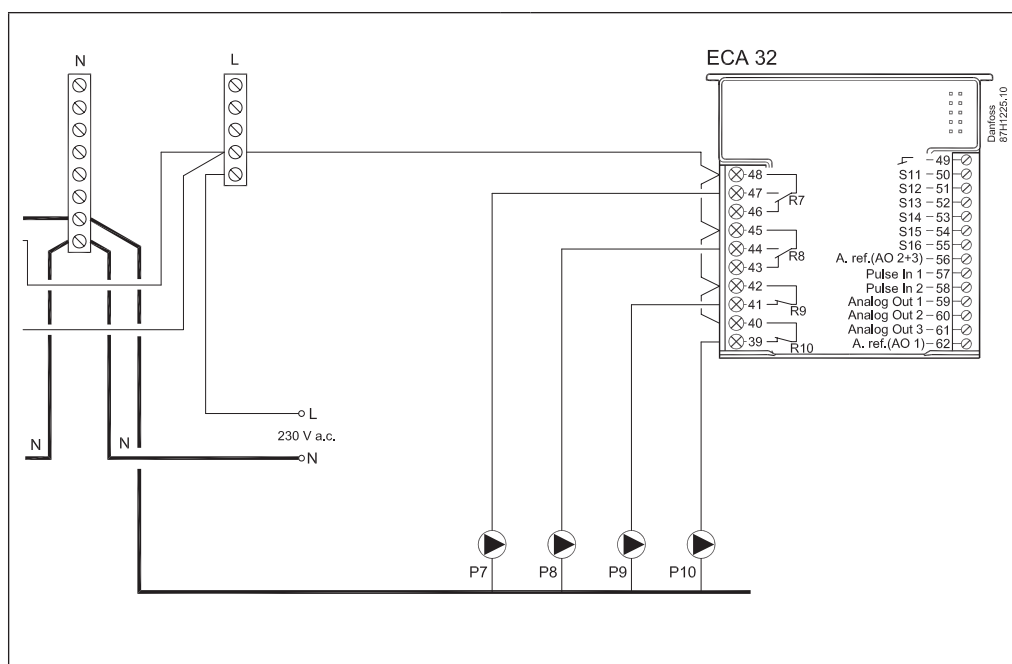 N
L
ECA 32
Danfoss
87H1225.10
48
47
46
R7
45
44
43
R8
42
41
R9
40
39
R10
49
S11 50
S12 51
S13 52
S14 53
S15 54
S16 55
A. ref.(AO 2+3) 56
Pulse In 1 57
Pulse In 2 58
Analog Out 1 59
Analog Out 2 60
Analog Out 3 61
A. ref.(AO 1) 62
L
230 V a.c.
N
N
N
P7
P8
P9
P10